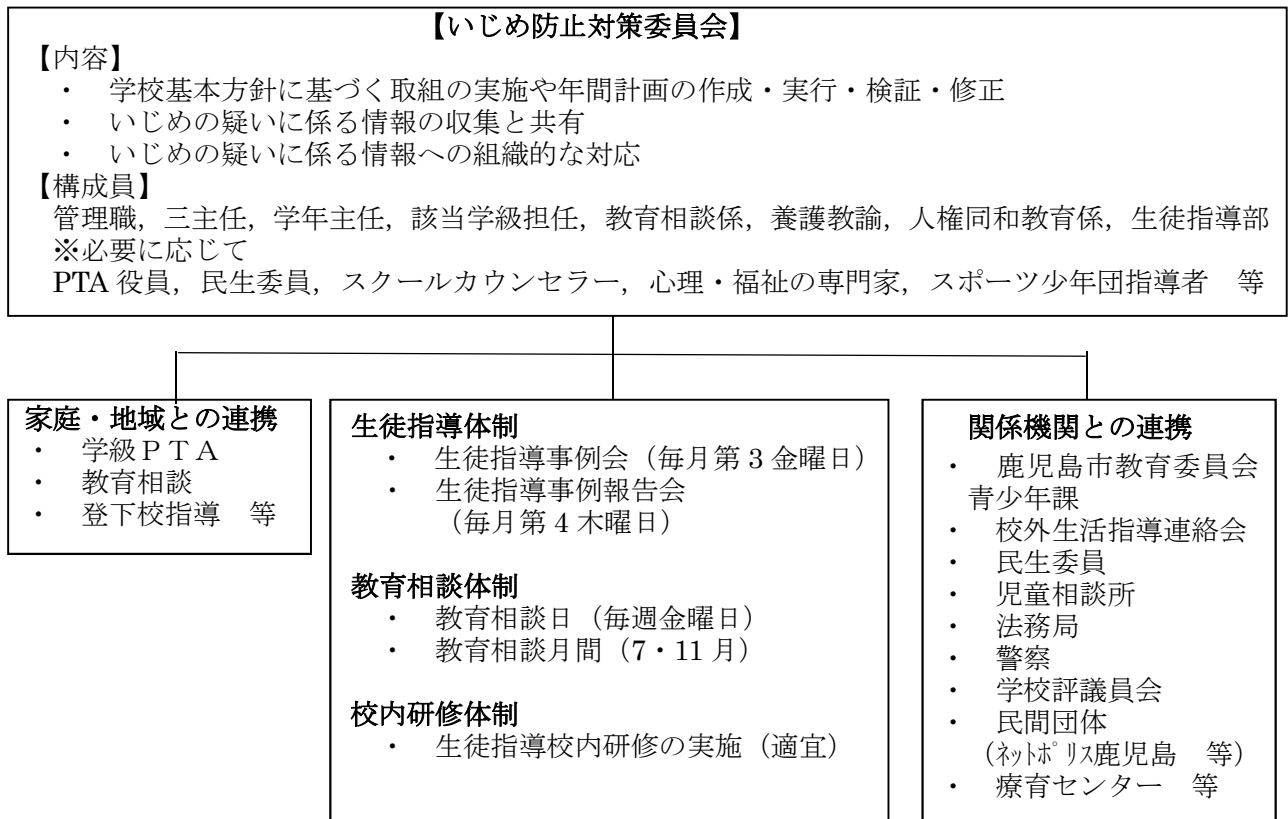 【いじめ防止対策委員会】
【内容】
・ 学校基本方針に基づく取組の実施や年間計画の作成・実行・検証・修正
・ いじめの疑いに係る情報の収集と共有
・ いじめの疑いに係る情報への組織的な対応
【構成員】
管理職，三主任，学年主任，該当学級担任，教育相談係，養護教諭，人権同和教育係，生徒指導部
※必要に応じて
PTA 役員，民生委員，スクールカウンセラー，心理・福祉の専門家，スポーツ少年団指導者　等
家庭・地域との連携
・ 学級ＰＴＡ
・ 教育相談
・ 登下校指導　等
生徒指導体制
・ 生徒指導事例会（毎月第 3 金曜日）
・ 生徒指導事例報告会
（毎月第 4 木曜日）
教育相談体制
・ 教育相談日（毎週金曜日）
・ 教育相談月間（7・11 月）
校内研修体制
・ 生徒指導校内研修の実施（適宜）
関係機関との連携
・ 鹿児島市教育委員会
青少年課
・ 校外生活指導連絡会
・ 民生委員
・ 児童相談所
・ 法務局
・ 警察
・ 学校評議員会
・ 民間団体
（ﾈｯﾄﾎﾟﾘｽ鹿児島　等）
・ 療育センター　等